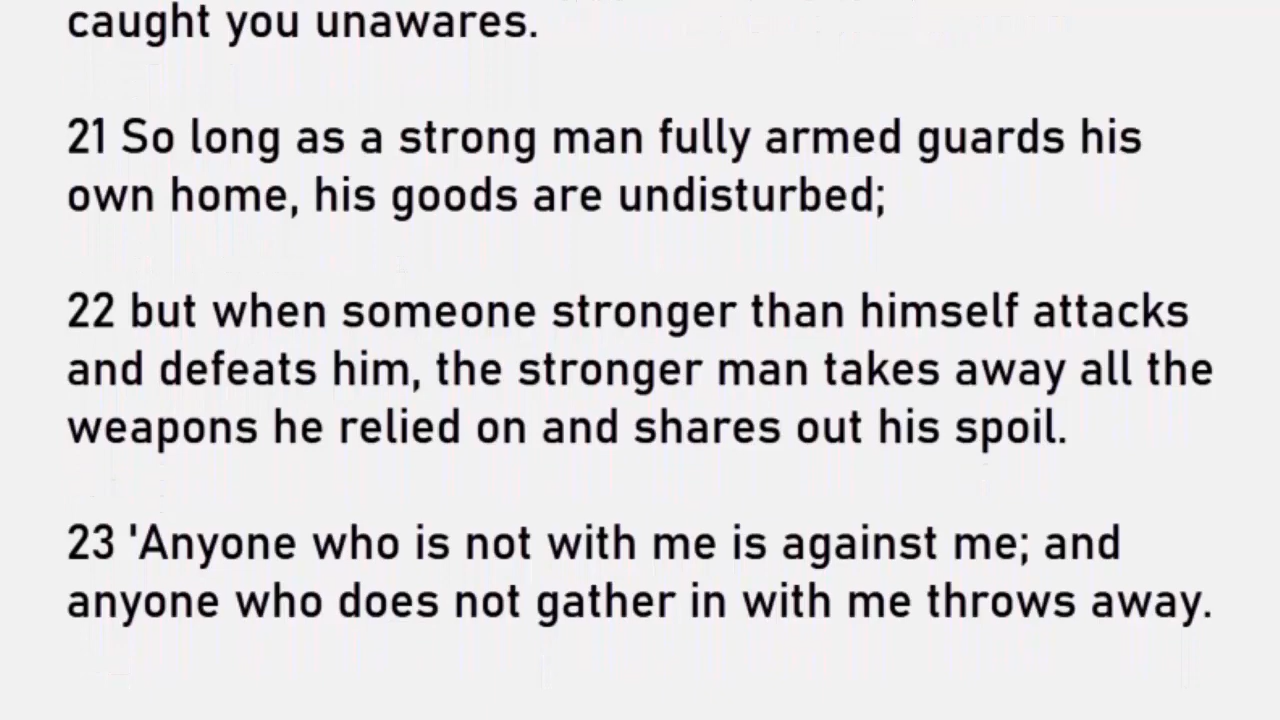 caught you unawares.
21 So long as a strong man fully armed guards his
own home, his goods are undisturbed;
22 but when someone stronger than himself attacks
and defeats him, the stronger man takes away all the
weapons he relied on and shares out his spoil.
23 'Anyone who is not with me is against me; and
anyone who does not gather in with me throws away.